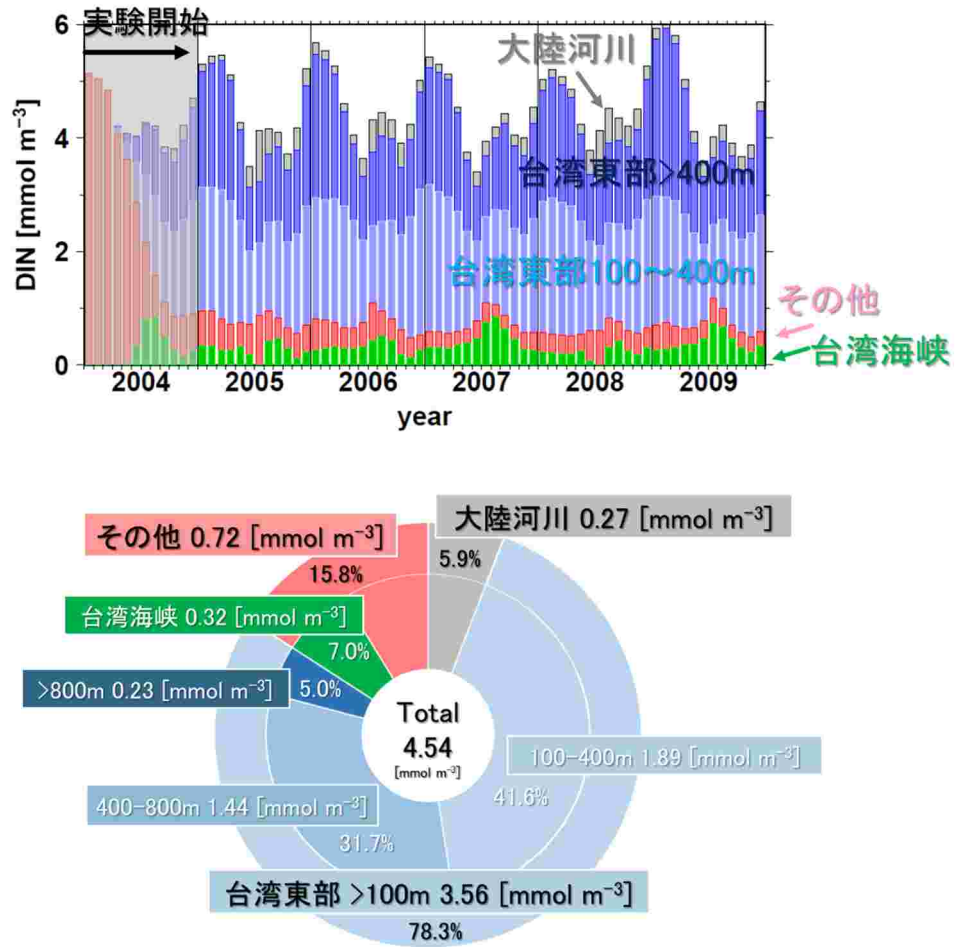 実験開始
大陸河川
台湾東部>400m
台湾東部100～400m
その他
台湾海峡
DIN [mmol m⁻³]
6
4
2
0
2004 2005 2006 2007 2008 2009
year
大陸河川 0.27 [mmol m⁻³]
5.9%
その他 0.72 [mmol m⁻³]
15.8%
台湾海峡 0.32 [mmol m⁻³]
7.0%
>800m 0.23 [mmol m⁻³]
5.0%
Total
4.54
[mmol m⁻³]
100-400m 1.89 [mmol m⁻³]
41.6%
400-800m 1.44 [mmol m⁻³]
31.7%
台湾東部 >100m 3.56 [mmol m⁻³]
78.3%